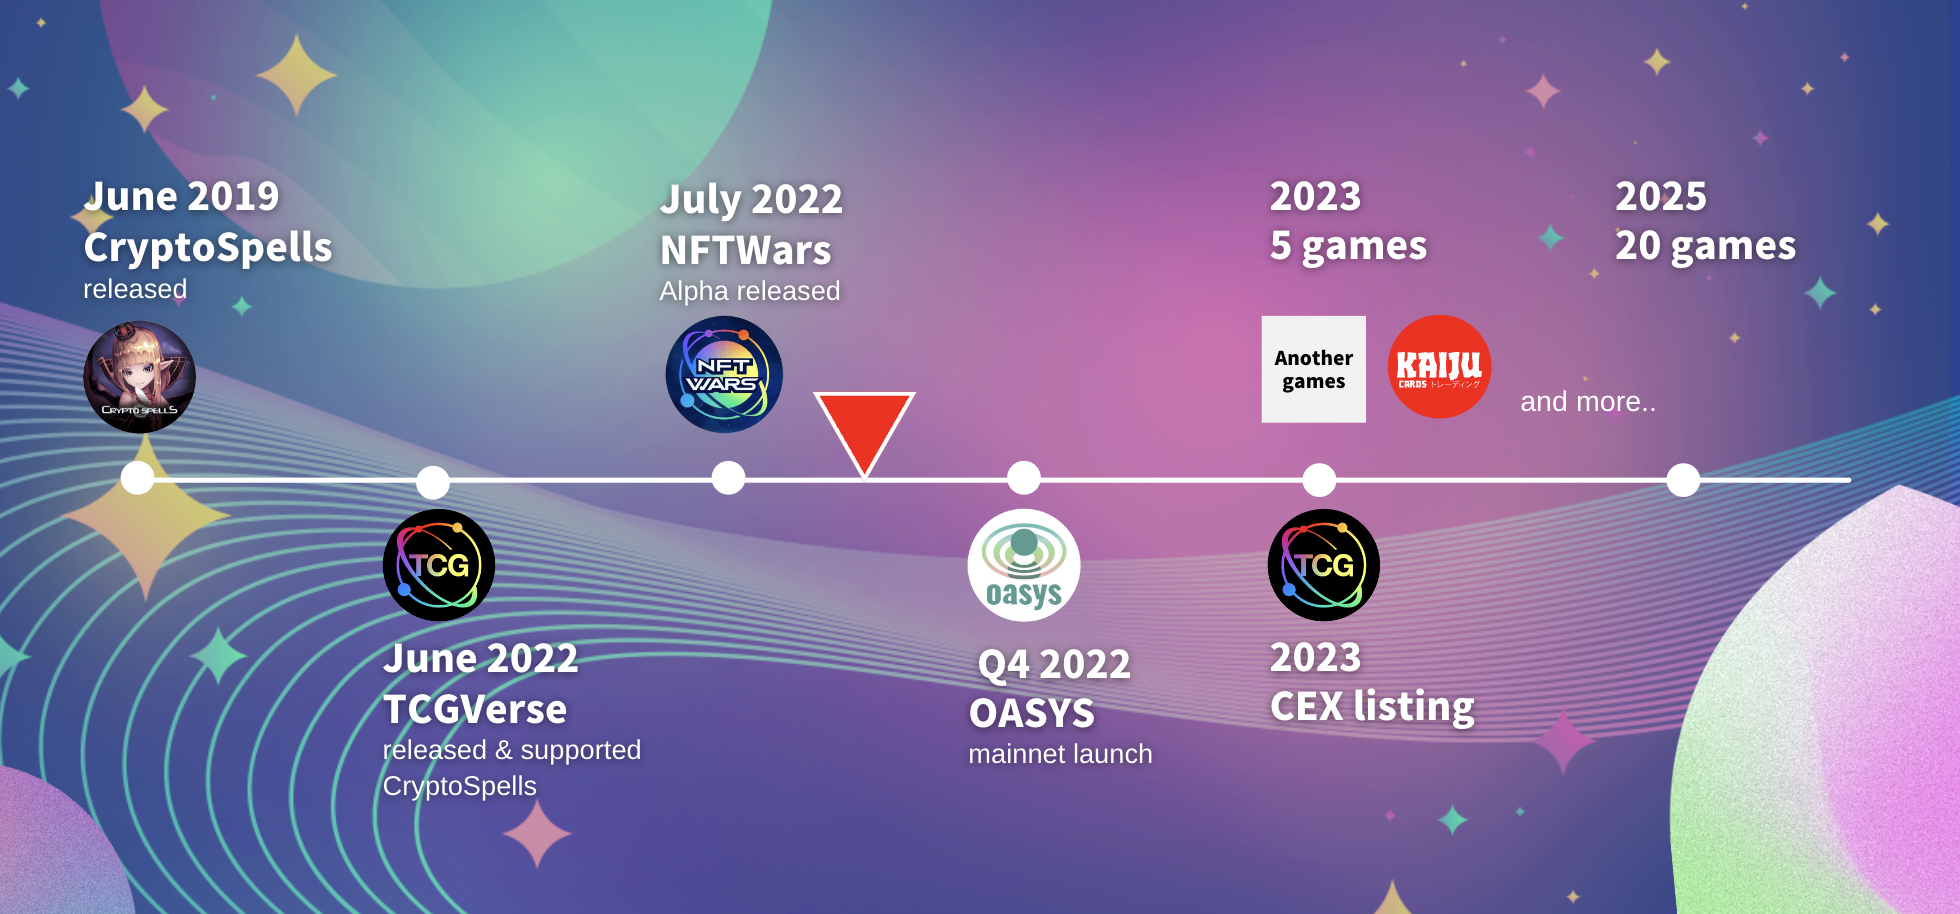 June 2019
CryptoSpells
released
CRYPTO SPELLS
July 2022
NFTWars
Alpha released
NFT
WARS
2023
5 games
Another
games
KAIJU
CARDS トレーディング
and more..
2025
20 games
TCG
June 2022
TCGVerse
released & supported
CryptoSpells
oasys
Q4 2022
OASYS
mainnet launch
TCG
2023
CEX listing